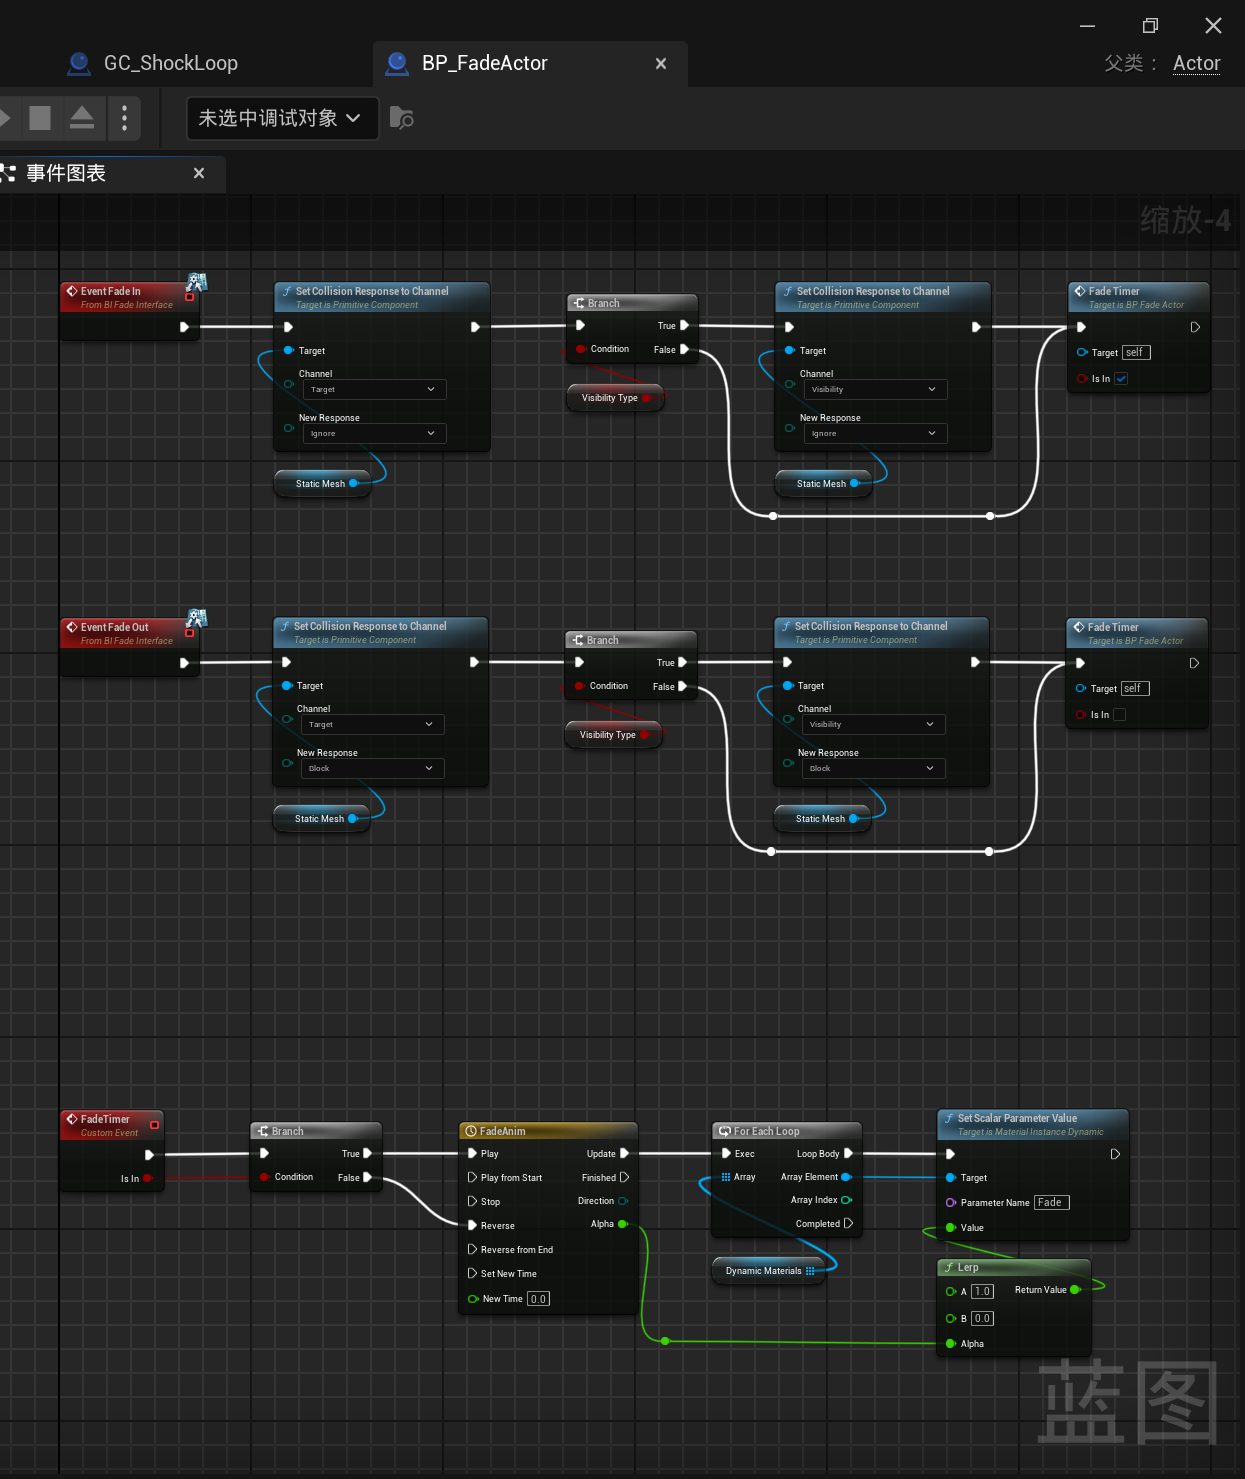 GC_ShockLoop
BP_FadeActor
父类：
Actor
未选中调试对象
事件图表
缩放-4
Event Fade In
From BI Fade Interface
Set Collision Response to Channel
Target is Primitive Component
Target
Channel
Target
New Response
Ignore
Static Mesh
Branch
True
Condition
False
Visibility Type
Set Collision Response to Channel
Target is Primitive Component
Target
Channel
Visibility
New Response
Ignore
Static Mesh
Fade Timer
Target is BP Fade Actor
Target self
Is In
Event Fade Out
From BI Fade Interface
Set Collision Response to Channel
Target is Primitive Component
Target
Channel
Target
New Response
Block
Static Mesh
Branch
True
Condition
False
Visibility Type
Set Collision Response to Channel
Target is Primitive Component
Target
Channel
Visibility
New Response
Block
Static Mesh
Fade Timer
Target is BP Fade Actor
Target self
Is In
FadeTimer
Custom Event
Is In
Branch
True
Condition
False
FadeAnim
Play
Update
Play from Start
Finished
Stop
Direction
Reverse
Alpha
Reverse from End
Set New Time
New Time 0.0
For Each Loop
Exec
Loop Body
Array
Array Element
Array Index
Completed
Dynamic Materials
Set Scalar Parameter Value
Target is Material Instance Dynamic
Target
Parameter Name Fade
Value
Lerp
A 1.0
Return Value
B 0.0
Alpha
蓝图